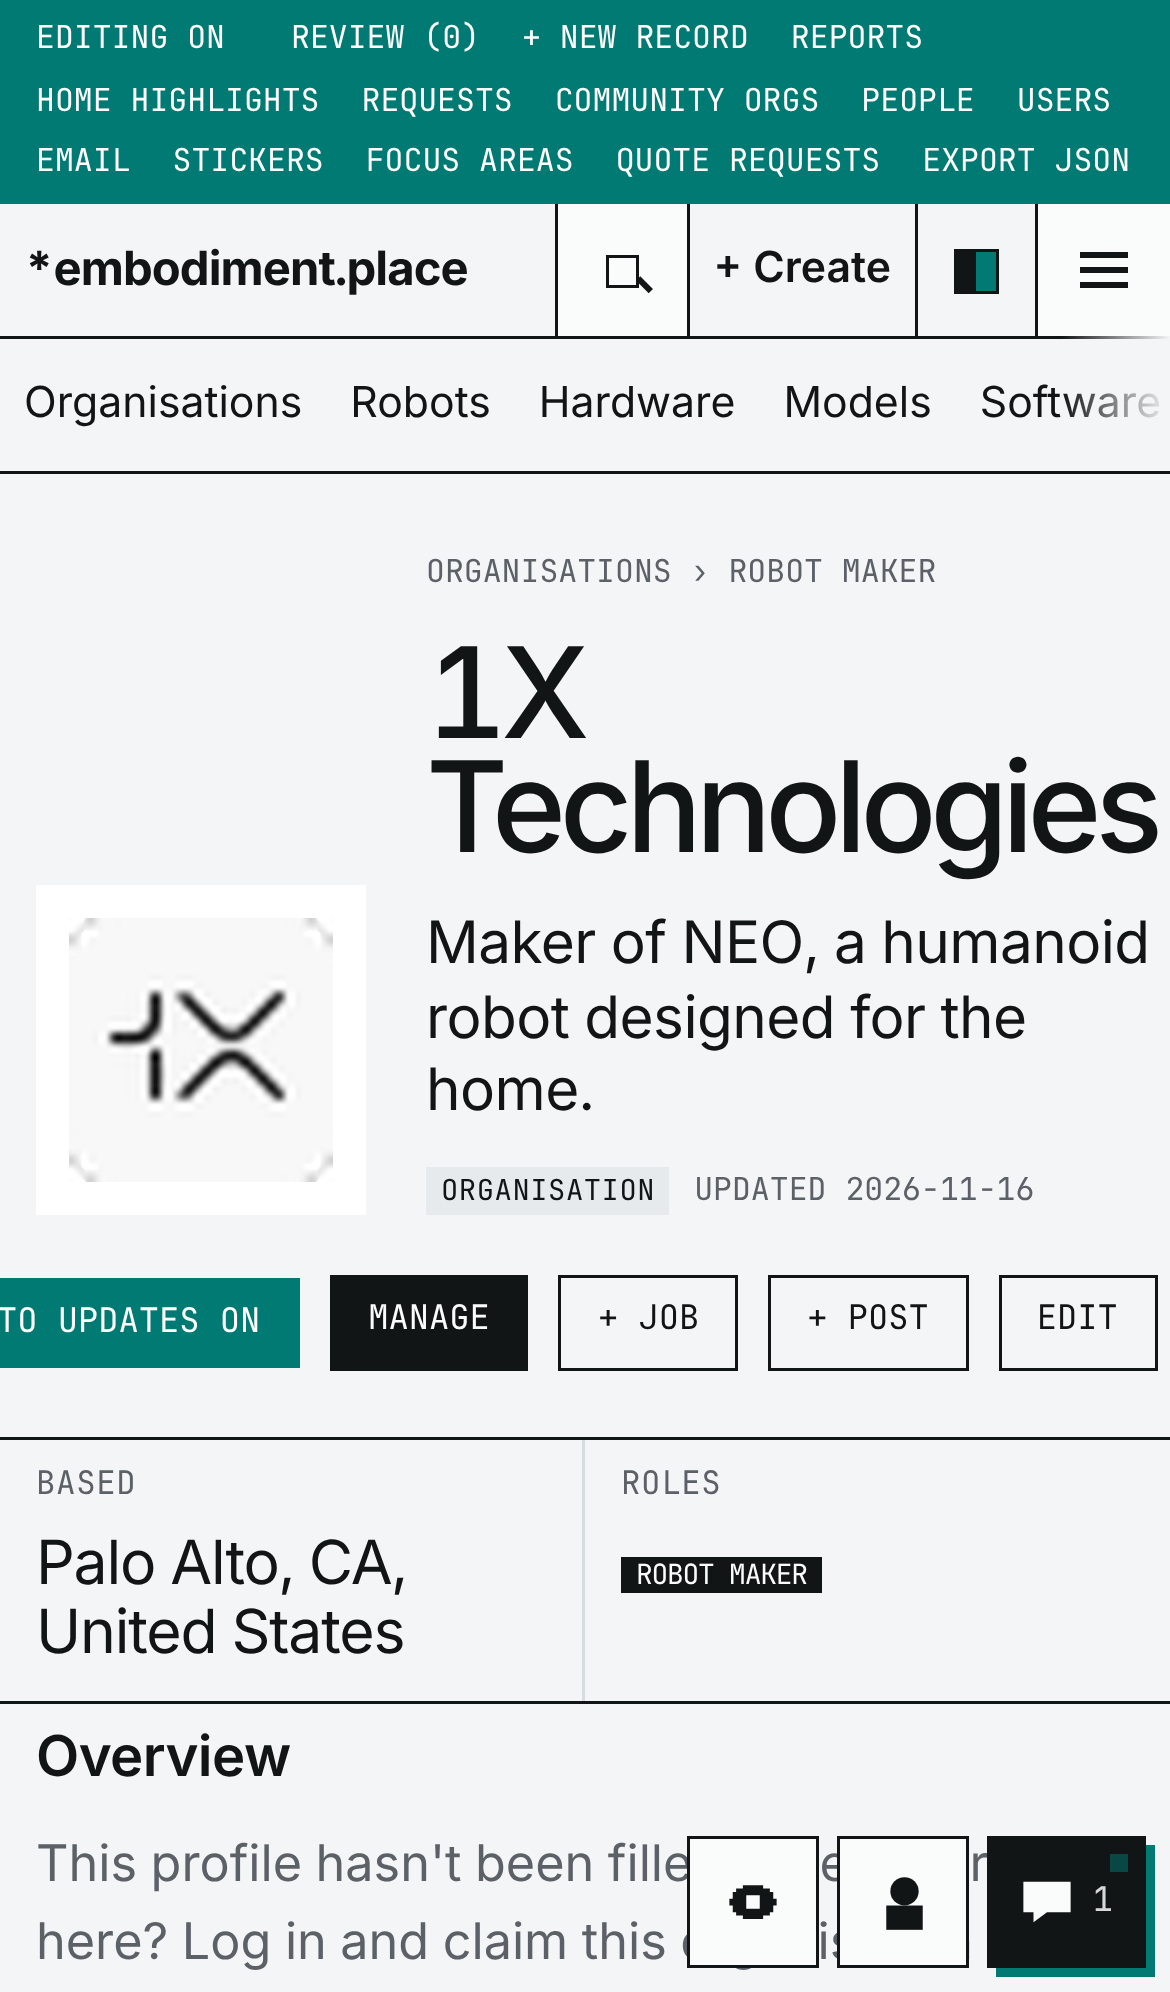 EDITING ON REVIEW (0) + NEW RECORD REPORTS
HOME HIGHLIGHTS REQUESTS COMMUNITY ORGS PEOPLE USERS
EMAIL STICKERS FOCUS AREAS QUOTE REQUESTS EXPORT JSON
*embodiment.place + Create
Organisations Robots Hardware Models Software
ORGANISATIONS › ROBOT MAKER
1X
Technologies
Maker of NEO, a humanoid
robot designed for the
home.
ORGANISATION UPDATED 2026-11-16
TO UPDATES ON MANAGE + JOB + POST EDIT
BASED
Palo Alto, CA,
United States
ROLES
ROBOT MAKER
Overview
This profile hasn't been
here? Log in and claim this
1